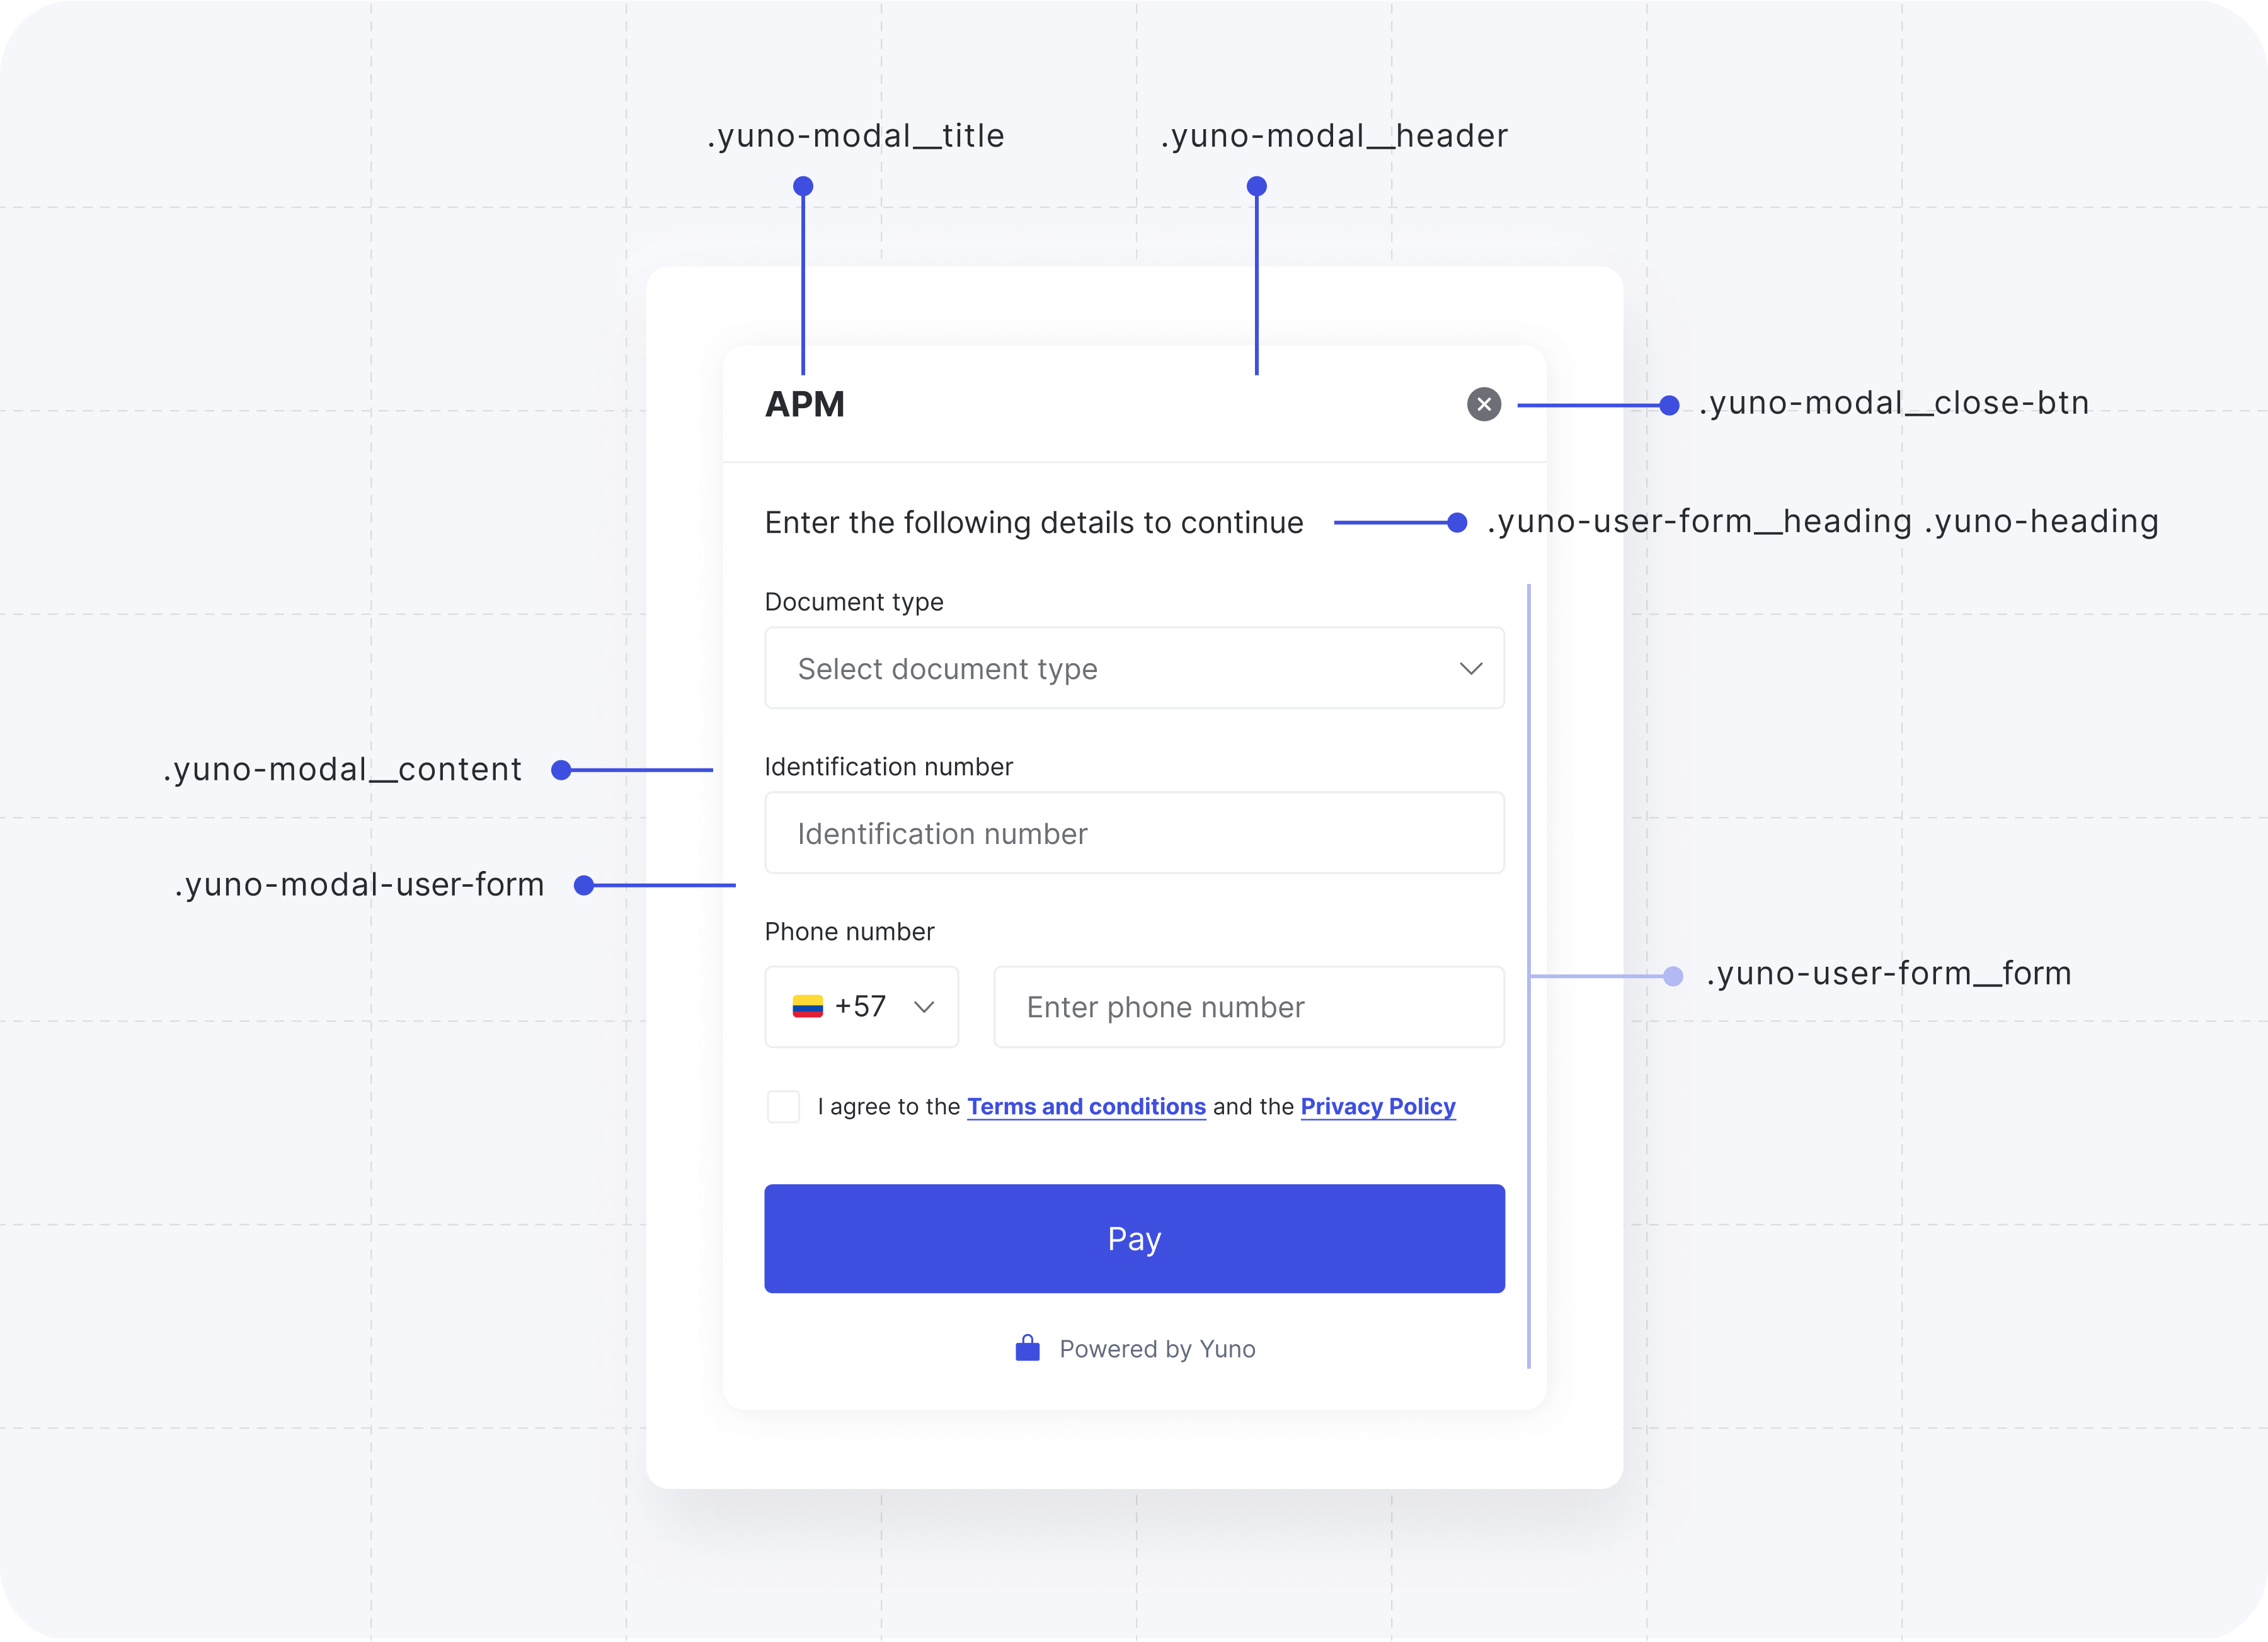 .yuno-modal__title
.yuno-modal__header
APM
.yuno-modal__close-btn
Enter the following details to continue
.yuno-user-form__heading .yuno-heading
Document type
Select document type
.yuno-modal__content
Identification number
Identification number
.yuno-modal-user-form
Phone number
+57
Enter phone number
.yuno-user-form__form
I agree to the Terms and conditions and the Privacy Policy
Pay
Powered by Yuno